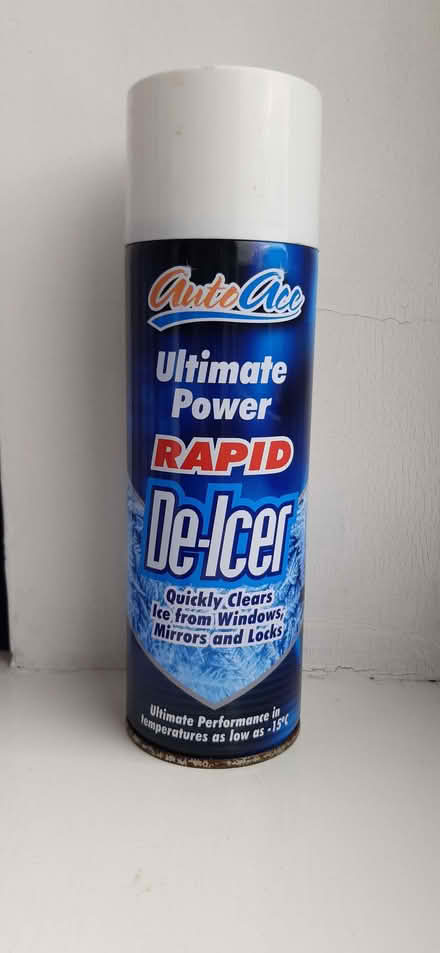 AutoAcc
Ultimate
Power
RAPID
De-Icer
Quickly Clears
Ice from Windows,
Mirrors and Locks
Ultimate Performance in
temperatures as low as -15°C